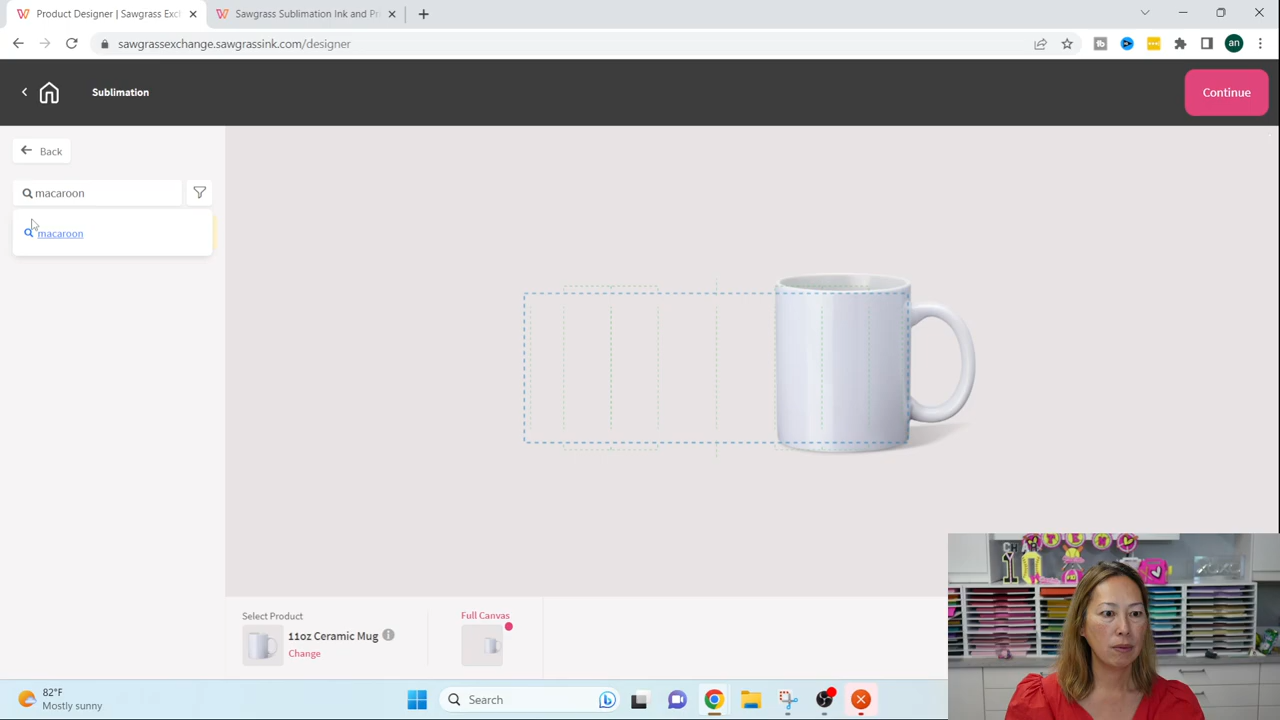 Product Designer | Sawgrass Exc
Sawgrass Sublimation Ink and Pri
sawgrassexchange.sawgrassink.com/designer
an
Sublimation
Continue
Back
macaroon
macaroon
Select Product
11oz Ceramic Mug
Change
Full Canvas
82°F
Mostly sunny
Search